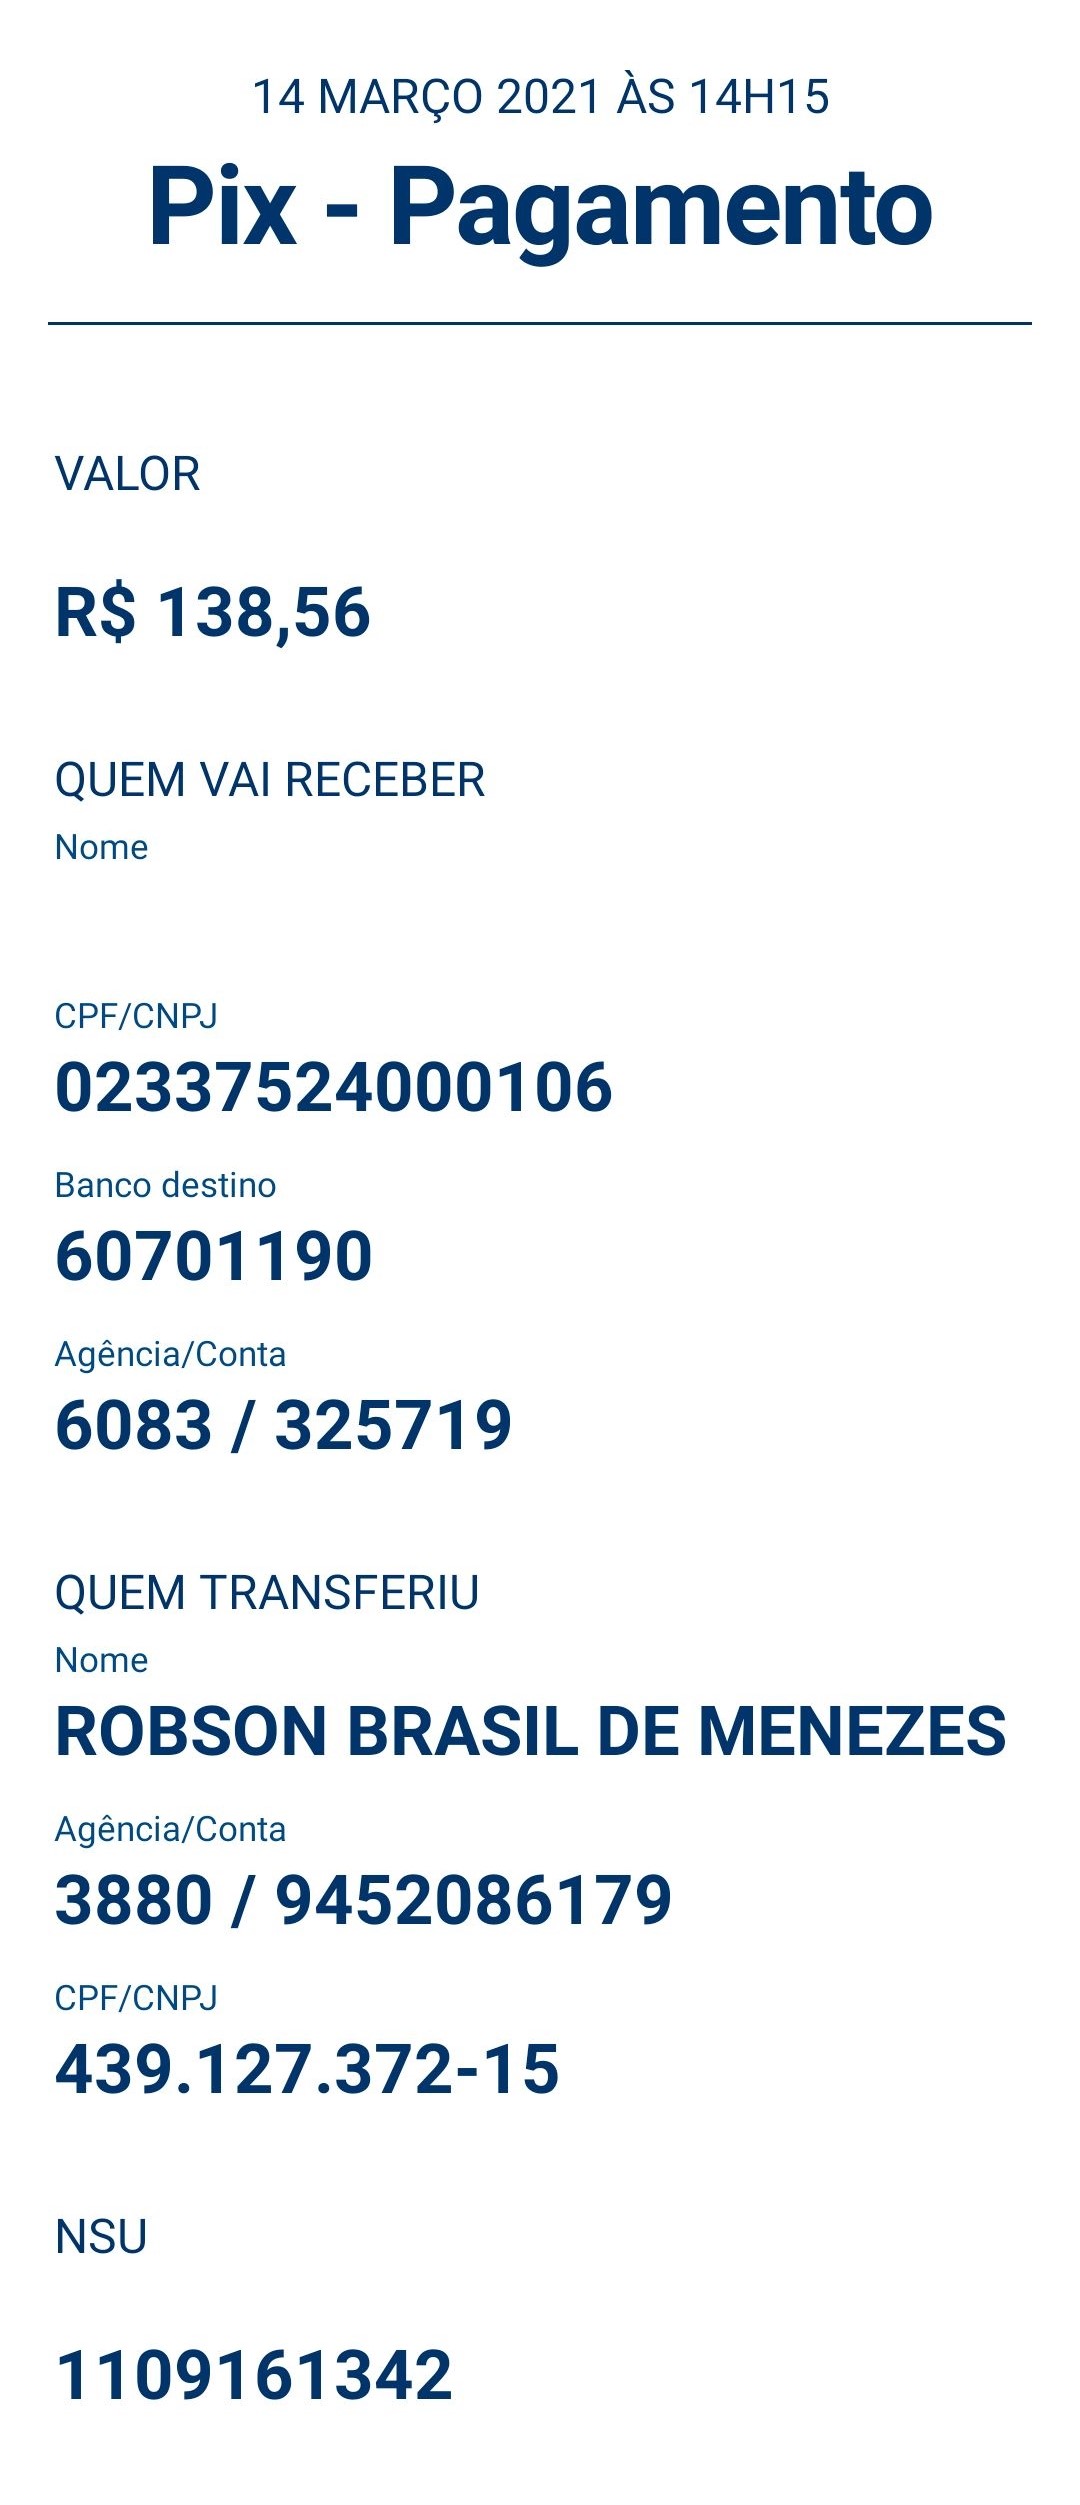 14 MARÇO 2021 ÀS 14H15
Pix - Pagamento
VALOR
R$ 138,56
QUEM VAI RECEBER
Nome
CPF/CNPJ
02337524000106
Banco destino
60701190
Agência/Conta
6083 / 325719
QUEM TRANSFERIU
Nome
ROBSON BRASIL DE MENEZES
Agência/Conta
3880 / 9452086179
CPF/CNPJ
439.127.372-15
NSU
1109161342